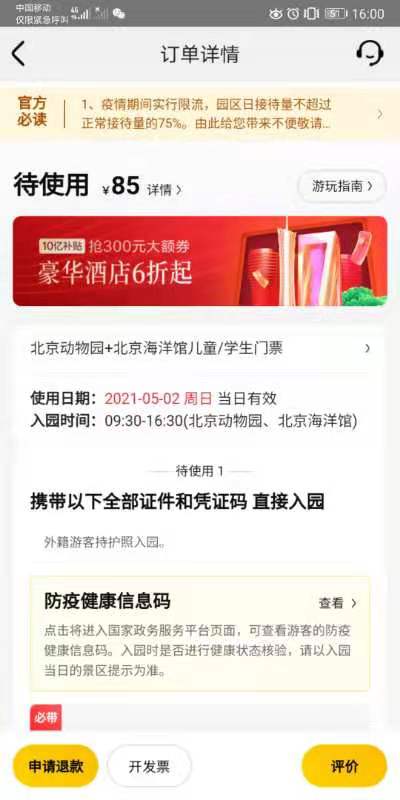 中国移动
仅限紧急呼叫
16:00
订单详情
官方
必读
1、疫情期间实行限流，园区日接待量不超过
正常接待量的75%。由此给您带来不便敬请...
待使用 ¥85 详情
游玩指南
10亿补贴 抢300元大额券
豪华酒店6折起
北京动物园+北京海洋馆儿童/学生门票
使用日期：2021-05-02 周日 当日有效
入园时间：09:30-16:30(北京动物园、北京海洋馆)
待使用 1
携带以下全部证件和凭证码 直接入园
外籍游客持护照入园。
防疫健康信息码
查看
点击将进入国家政务服务平台页面，可查看游客的防疫
健康信息码。入园时是否进行健康状态核验，请以入园
当日的景区提示为准。
必带
申请退款
开发票
评价